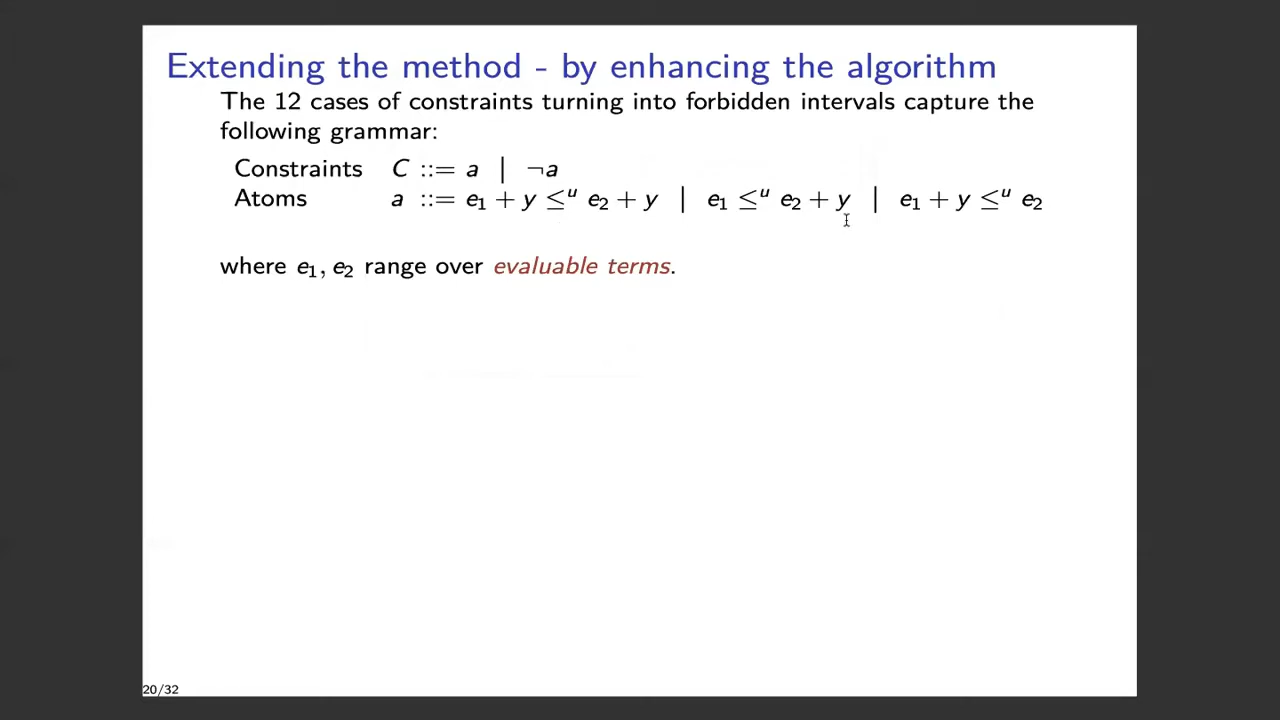 Extending the method - by enhancing the algorithm
The 12 cases of constraints turning into forbidden intervals capture the
following grammar:
Constraints C ::= a | ¬a
Atoms a ::= e₁ + y ≤ᵘ e₂ + y | e₁ ≤ᵘ e₂ + y | e₁ + y ≤ᵘ e₂
where e₁, e₂ range over evaluable terms.
20/32